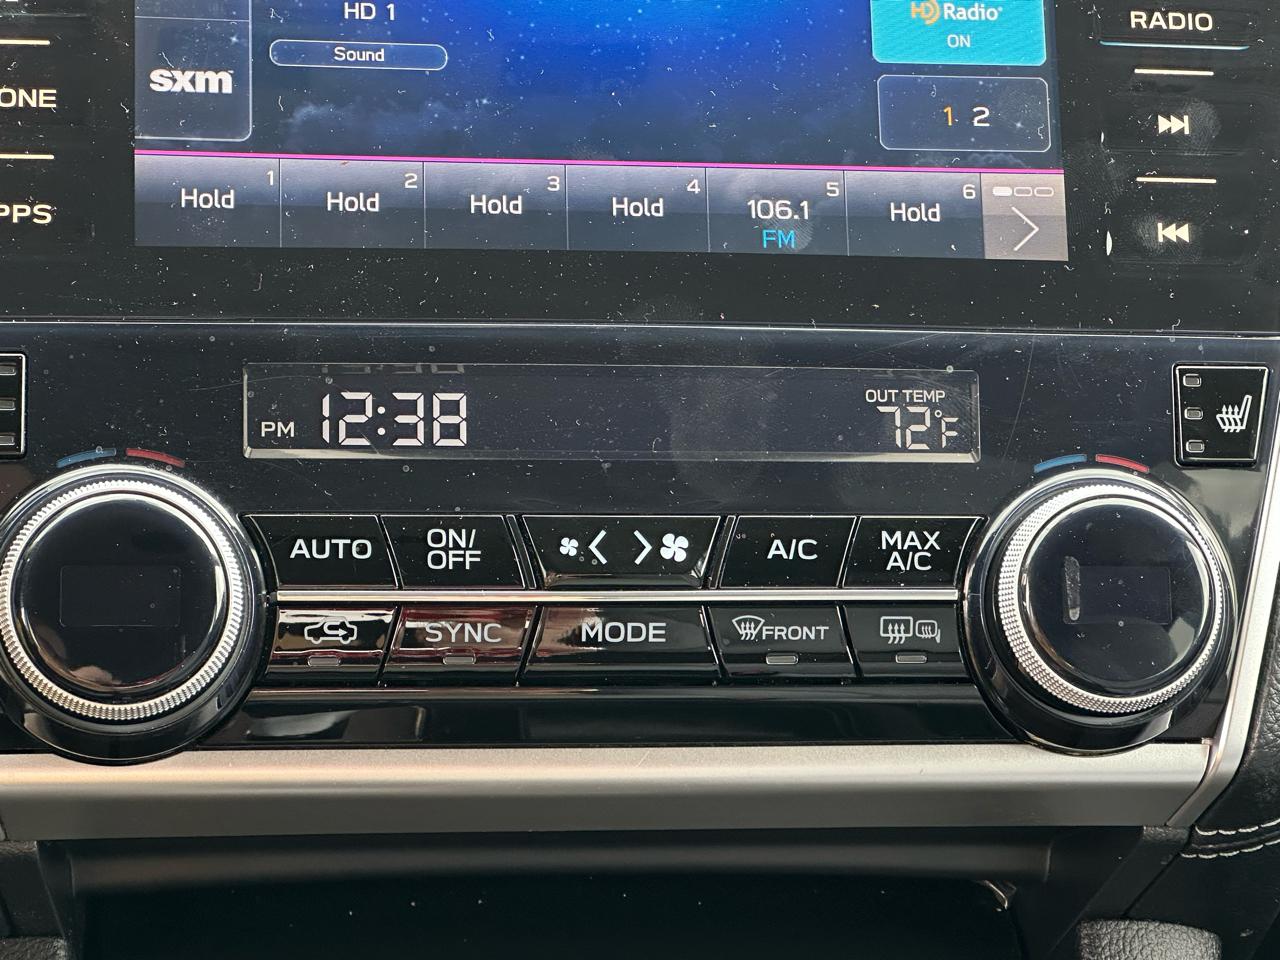 HD 1
HD Radio
ON
RADIO
Sound
sxm
ONE
1 2
PPS
Hold 1
Hold 2
Hold 3
Hold 4
106.1 5
FM
Hold 6
PM 12:38
OUT TEMP
72°F
AUTO
ON/
OFF
A/C
MAX
A/C
SYNC
MODE
FRONT